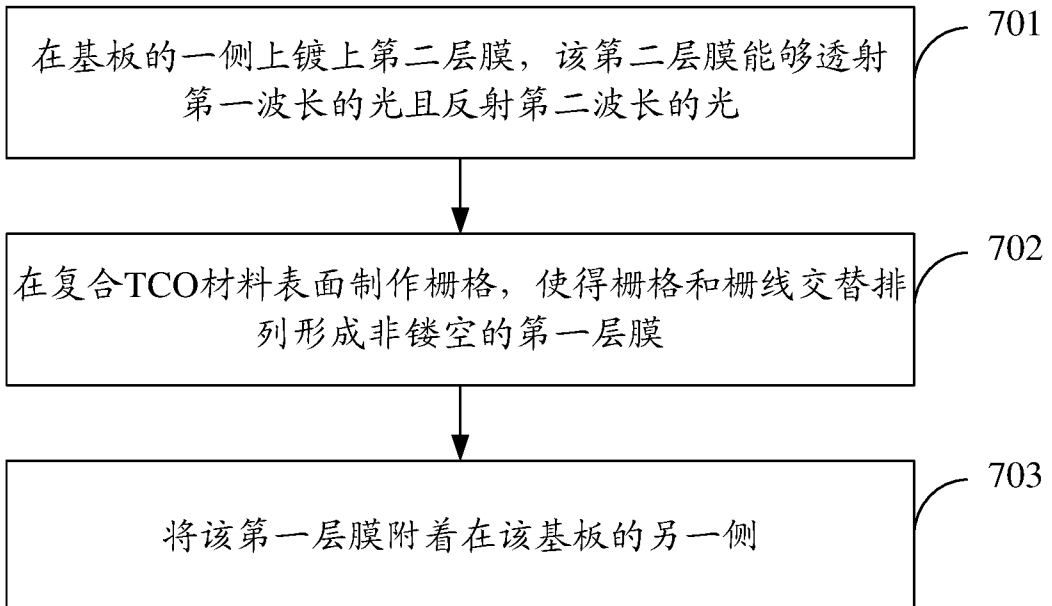 在基板的一侧上镀上第二层膜，该第二层膜能够透射
第一波长的光且反射第二波长的光
701
在复合TCO材料表面制作栅格，使得栅格和栅线交替排
列形成非镂空的第一层膜
702
将该第一层膜附着在该基板的另一侧
703